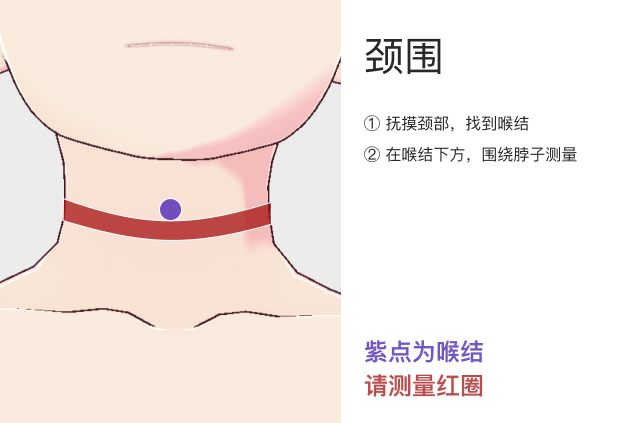 颈围
① 抚摸颈部，找到喉结
② 在喉结下方，围绕脖子测量
紫点为喉结
请测量红圈